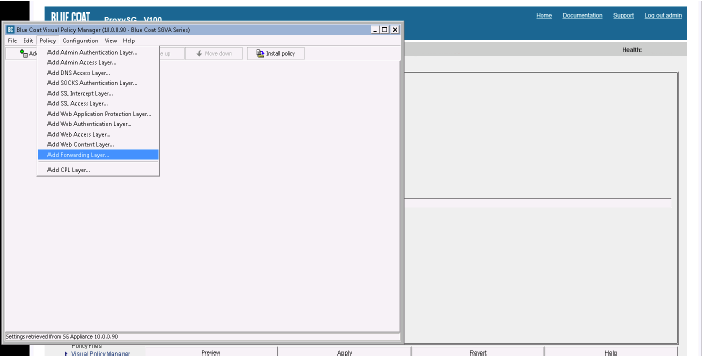 BLUE COAT ProxySG V100
Home Documentation Support Log out admin
Blue Coat Visual Policy Manager (10.0.0.90 - Blue Coat SGVA Series)
File Edit Policy Configuration View Help
Health:
Move down Install policy
Add Admin Authentication Layer...
Add Admin Access Layer...
Add DNS Access Layer...
Add SOCKS Authentication Layer...
Add SSL Intercept Layer...
Add SSL Access Layer...
Add Web Application Protection Layer...
Add Web Authentication Layer...
Add Web Access Layer...
Add Web Content Layer...
Add Forwarding Layer...
Add CPL Layer...
Settings retrieved from SG Appliance 10.0.0.90
Policy Files
Visual Policy Manager
Preview Apply Revert Help